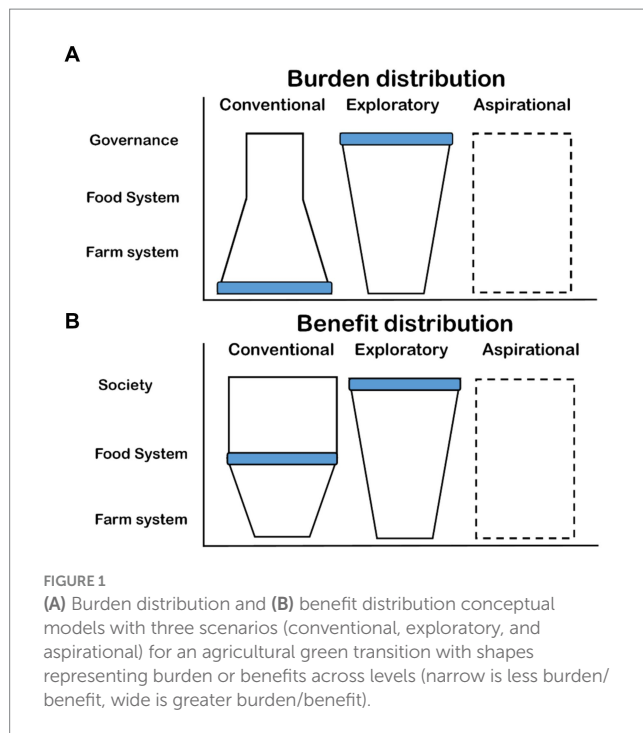 A
Burden distribution
Conventional Exploratory Aspirational
Governance
Food System
Farm system
B
Benefit distribution
Conventional Exploratory Aspirational
Society
Food System
Farm system
FIGURE 1
(A) Burden distribution and (B) benefit distribution conceptual
models with three scenarios (conventional, exploratory, and
aspirational) for an agricultural green transition with shapes
representing burden or benefits across levels (narrow is less burden/
benefit, wide is greater burden/benefit).